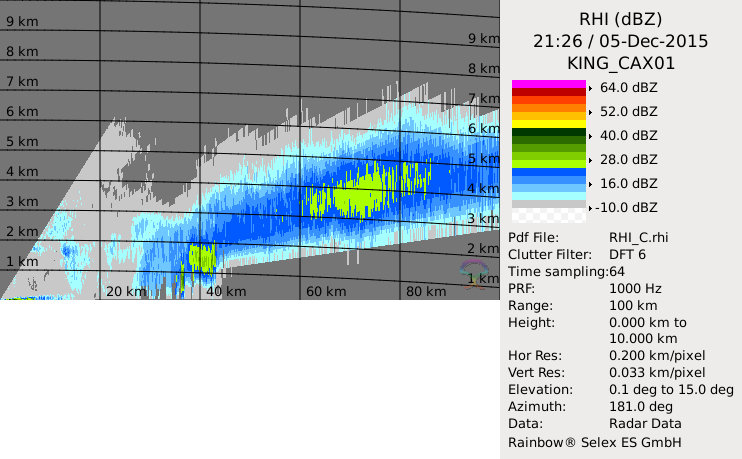 RHI (dBZ)
21:26 / 05-Dec-2015
KING_CAX01
64.0 dBZ
52.0 dBZ
40.0 dBZ
28.0 dBZ
16.0 dBZ
-10.0 dBZ
Pdf File: RHI_C.rhi
Clutter Filter: DFT 6
Time sampling:64
PRF: 1000 Hz
Range: 100 km
Height: 0.000 km to
10.000 km
Hor Res: 0.200 km/pixel
Vert Res: 0.033 km/pixel
Elevation: 0.1 deg to 15.0 deg
Azimuth: 181.0 deg
Data: Radar Data
Rainbow® Selex ES GmbH
9 km
8 km
7 km
6 km
5 km
4 km
3 km
2 km
1 km
9 km
8 km
7 km
6 km
5 km
4 km
3 km
2 km
1 km
20 km 40 km 60 km 80 km